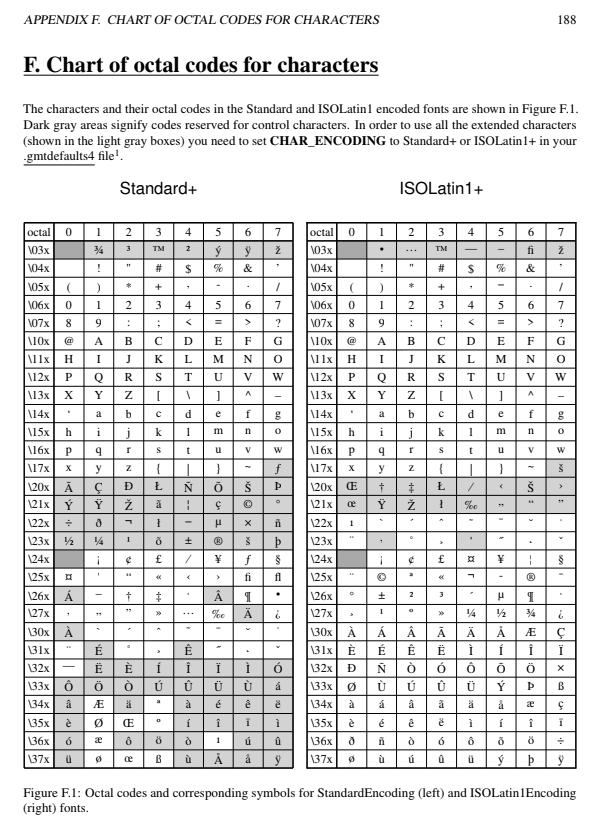 APPENDIX F. CHART OF OCTAL CODES FOR CHARACTERS 188
F. Chart of octal codes for characters
The characters and their octal codes in the Standard and ISOLatin1 encoded fonts are shown in Figure F.1.
Dark gray areas signify codes reserved for control characters. In order to use all the extended characters
(shown in the light gray boxes) you need to set CHAR_ENCODING to Standard+ or ISOLatin1+ in your
.gmtdefaults4 file¹.
Standard+ ISOLatin1+
octal 0 1 2 3 4 5 6 7 octal 0 1 2 3 4 5 6 7
\03x ¾ ³ ™ ² ý ÿ ž \03x • … ™ — – fi ž
\04x ! " # $ % & ’ \04x ! " # $ % & ’
\05x ( ) * + , - . / \05x ( ) * + , − . /
\06x 0 1 2 3 4 5 6 7 \06x 0 1 2 3 4 5 6 7
\07x 8 9 : ; < = > ? \07x 8 9 : ; < = > ?
\10x @ A B C D E F G \10x @ A B C D E F G
\11x H I J K L M N O \11x H I J K L M N O
\12x P Q R S T U V W \12x P Q R S T U V W
\13x X Y Z [ \ ] ^ _ \13x X Y Z [ \ ] ^ _
\14x ‘ a b c d e f g \14x ‘ a b c d e f g
\15x h i j k l m n o \15x h i j k l m n o
\16x p q r s t u v w \16x p q r s t u v w
\17x x y z { | } ~ ƒ \17x x y z { | } ~ š
\20x Ã Ç Ð Ł Ñ Õ Š Þ \20x Œ † ‡ Ł ⁄ ‹ Š ›
\21x Ý Ÿ Ž ã ¦ ç © ° \21x œ Ÿ Ž ł ‰ „ “ ”
\22x ÷ ð ¬ ł − µ × ñ \22x ı ` ´ ^ ˜ ¯ ˘ ˙
\23x ½ ¼ ¹ õ ± ® š þ \23x ¨ ‚ ˚ ¸ ' ˝ ˛ ˇ
\24x ¡ ¢ £ ⁄ ¥ ƒ § \24x ¡ ¢ £ ¤ ¥ ¦ §
\25x ¤ ' “ « ‹ › fi fl \25x ¨ © ª « ¬ - ® ¯
\26x Á – † ‡ · Â ¶ • \26x ° ± ² ³ ´ µ ¶ ·
\27x ‚ „ ” » … ‰ Ä ¿ \27x ¸ ¹ º » ¼ ½ ¾ ¿
\30x À ` ´ ˆ ˜ ¯ ˘ ˙ \30x À Á Â Ã Ä Å Æ Ç
\31x ¨ É ˚ ¸ Ê ˝ ˛ ˇ \31x È É Ê Ë Ì Í Î Ï
\32x — Ë È Í Î Ï Ì Ó \32x Ð Ñ Ò Ó Ô Õ Ö ×
\33x Ô Ö Ò Ú Û Ü Ù á \33x Ø Ù Ú Û Ü Ý Þ ß
\34x â Æ ä ª à é ê ë \34x à á â ã ä å æ ç
\35x è Ø Œ º í î ï ì \35x è é ê ë ì í î ï
\36x ó æ ô ö ò ı ú û \36x ð ñ ò ó ô õ ö ÷
\37x ü ø œ ß ù Å å ÿ \37x ø ù ú û ü ý þ ÿ
Figure F.1: Octal codes and corresponding symbols for StandardEncoding (left) and ISOLatin1Encoding
(right) fonts.